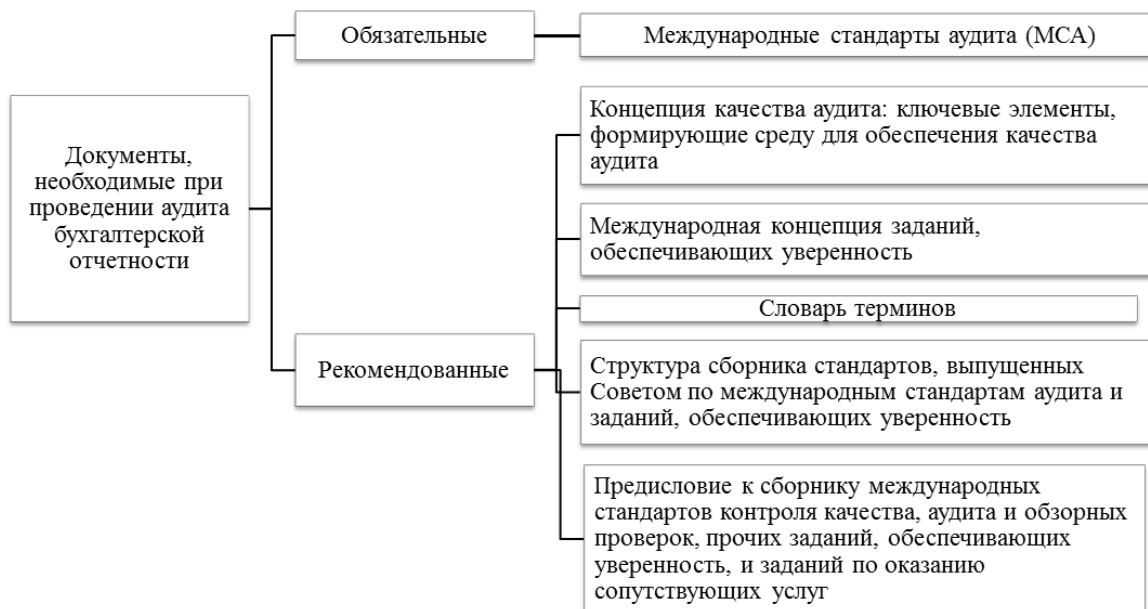 Документы,
необходимые при
проведении аудита
бухгалтерской
отчетности
Обязательные
Международные стандарты аудита (МСА)
Рекомендованные
Концепция качества аудита: ключевые элементы,
формирующие среду для обеспечения качества
аудита
Международная концепция заданий,
обеспечивающих уверенность
Словарь терминов
Структура сборника стандартов, выпущенных
Советом по международным стандартам аудита и
заданий, обеспечивающих уверенность
Предисловие к сборнику международных
стандартов контроля качества, аудита и обзорных
проверок, прочих заданий, обеспечивающих
уверенность, и заданий по оказанию
сопутствующих услуг